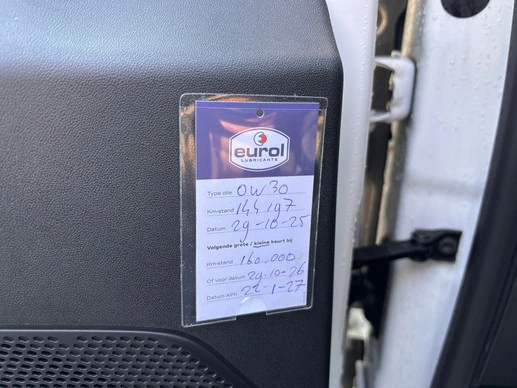 eurol
LUBRICANTS
Type olie 0W30
Km-stand 144 197
Datum 29-10-25
Volgende grote / kleine beurt bij
Km-stand 160.000
Of voor datum 29-10-26
Datum APK 22-1-27